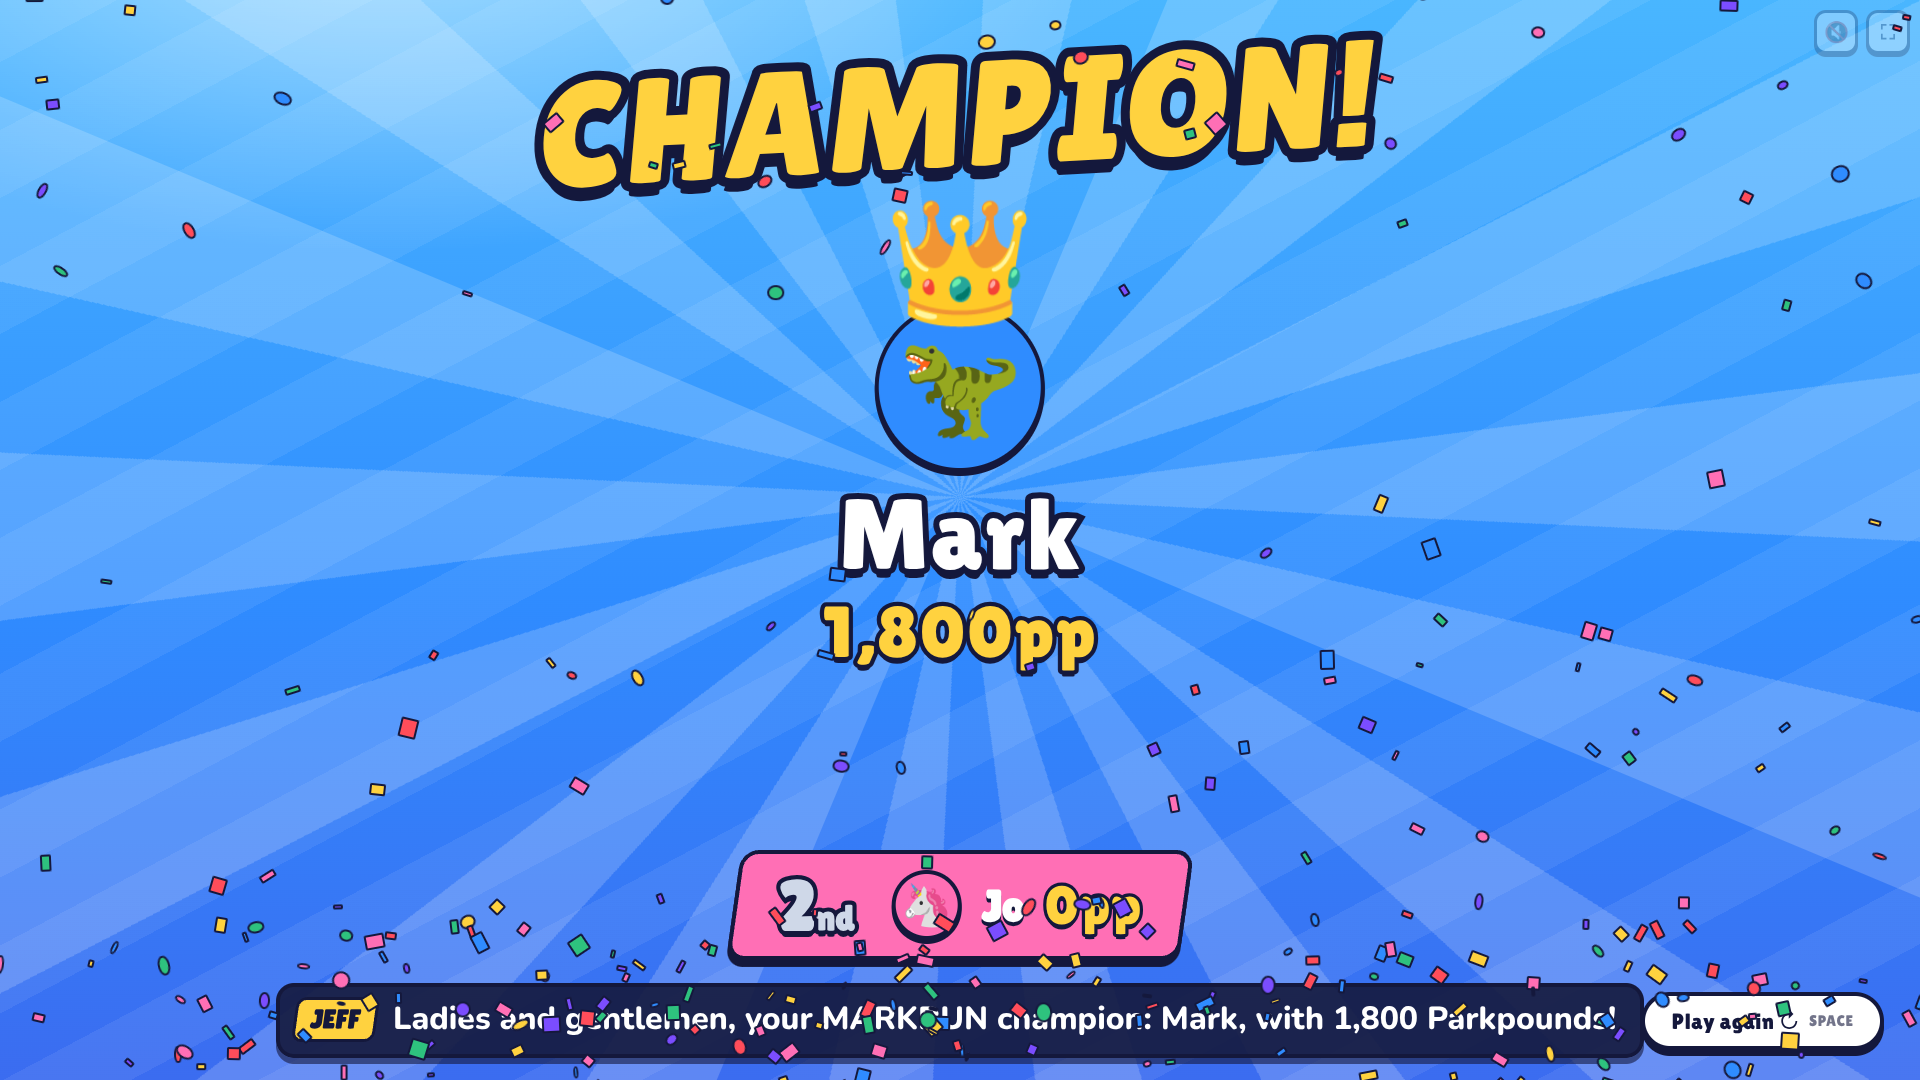 CHAMPION!
Mark
1,800pp
2nd Jo 0pp
JEFF Ladies and gentlemen, your MARKRUN champion: Mark, with 1,800 Parkpounds!
Play again SPACE